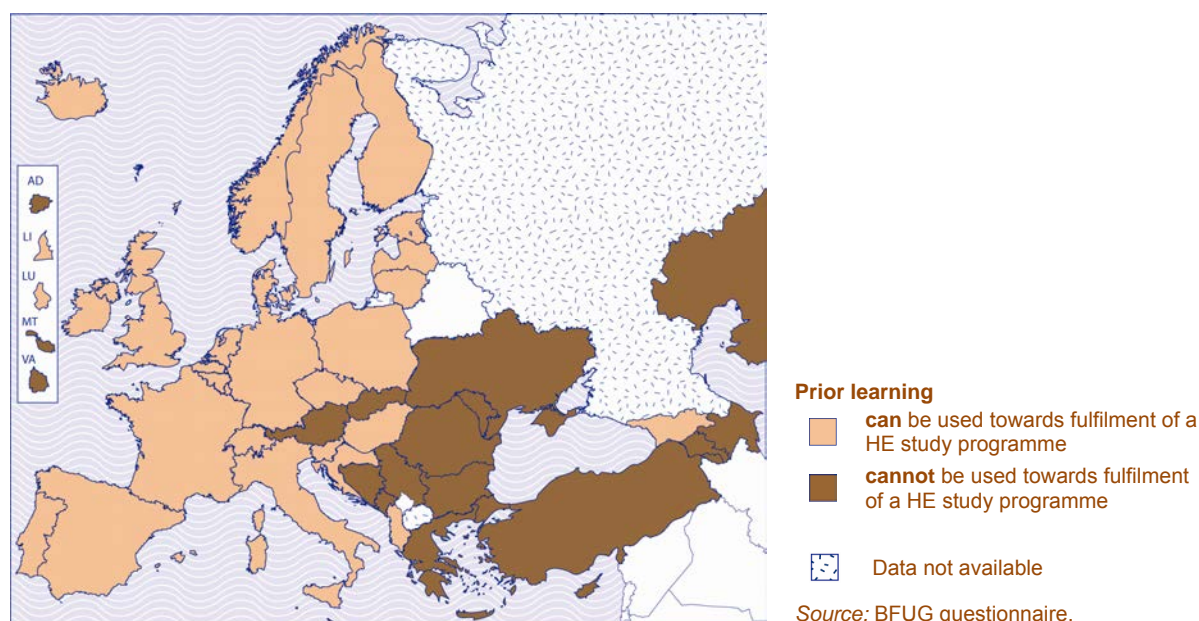 AD
LI
LU
MT
VA
Prior learning
can be used towards fulfilment of a
HE study programme
cannot be used towards fulfilment
of a HE study programme
Data not available
Source: BFUG questionnaire.